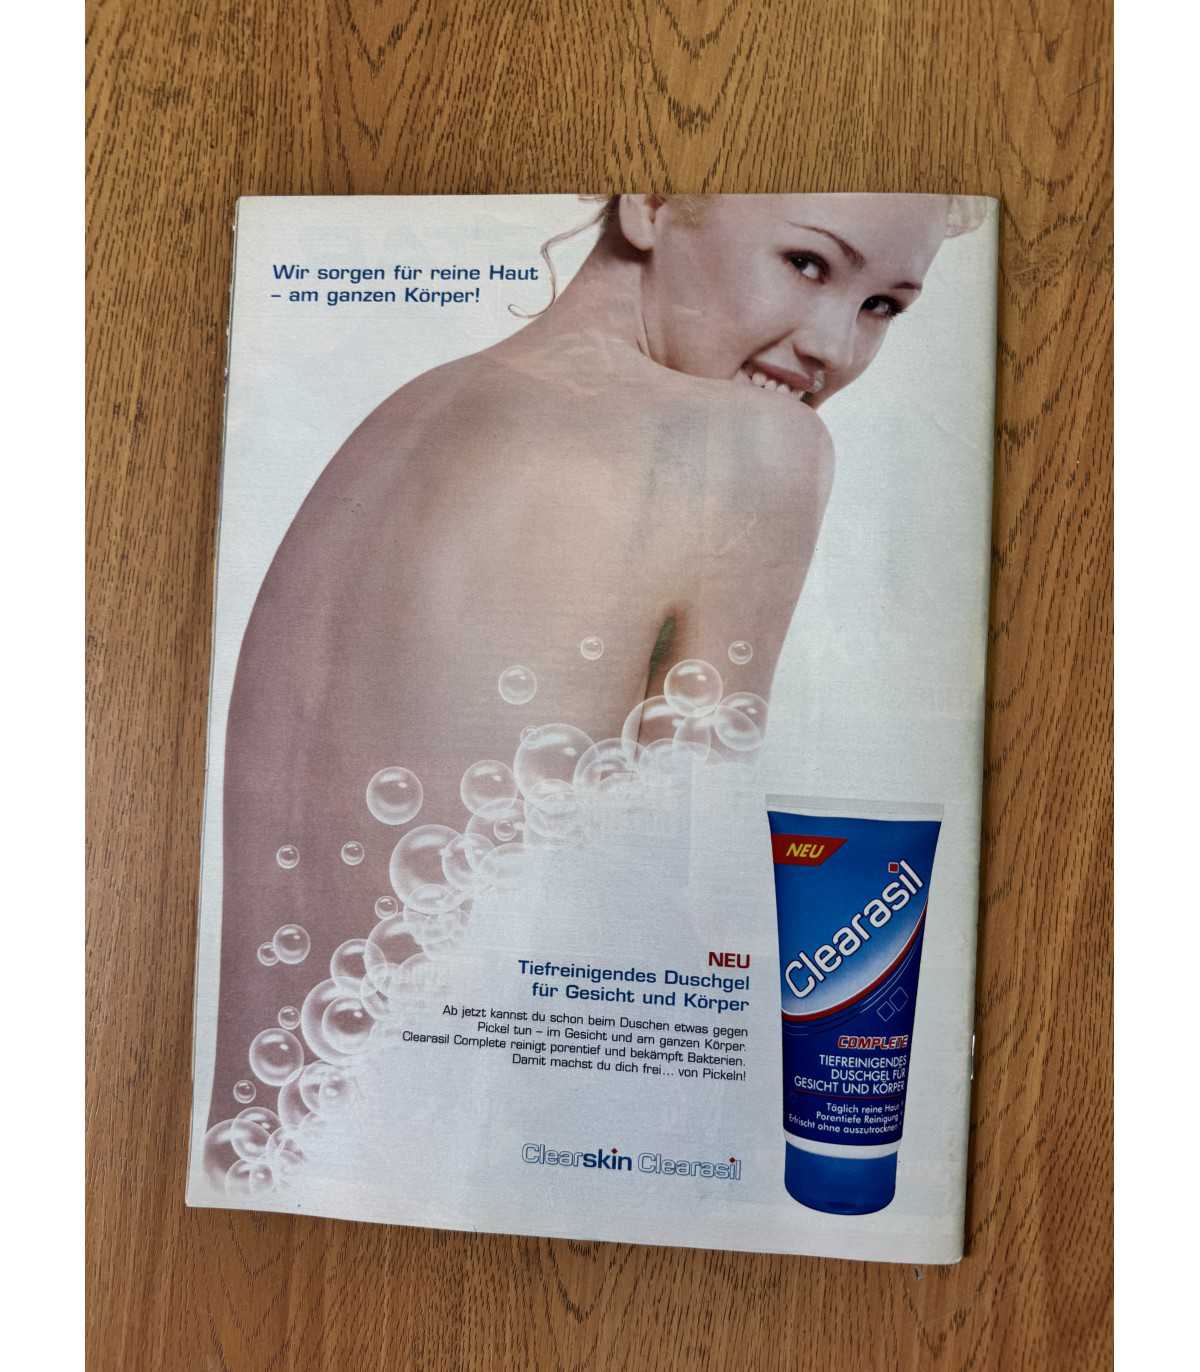 Wir sorgen für reine Haut
– am ganzen Körper!
NEU
Tiefreinigendes Duschgel
für Gesicht und Körper
Ab jetzt kannst du schon beim Duschen etwas gegen
Pickel tun – im Gesicht und am ganzen Körper.
Clearasil Complete reinigt porentief und bekämpft Bakterien.
Damit machst du dich frei... von Pickeln!
Clearskin Clearasil
NEU
Clearasil
COMPLETE
TIEFREINIGENDES
DUSCHGEL FÜR
GESICHT UND KÖRPER
Täglich reine Haut
Porentiefe Reinigung
Erfrischt ohne auszutrocknen